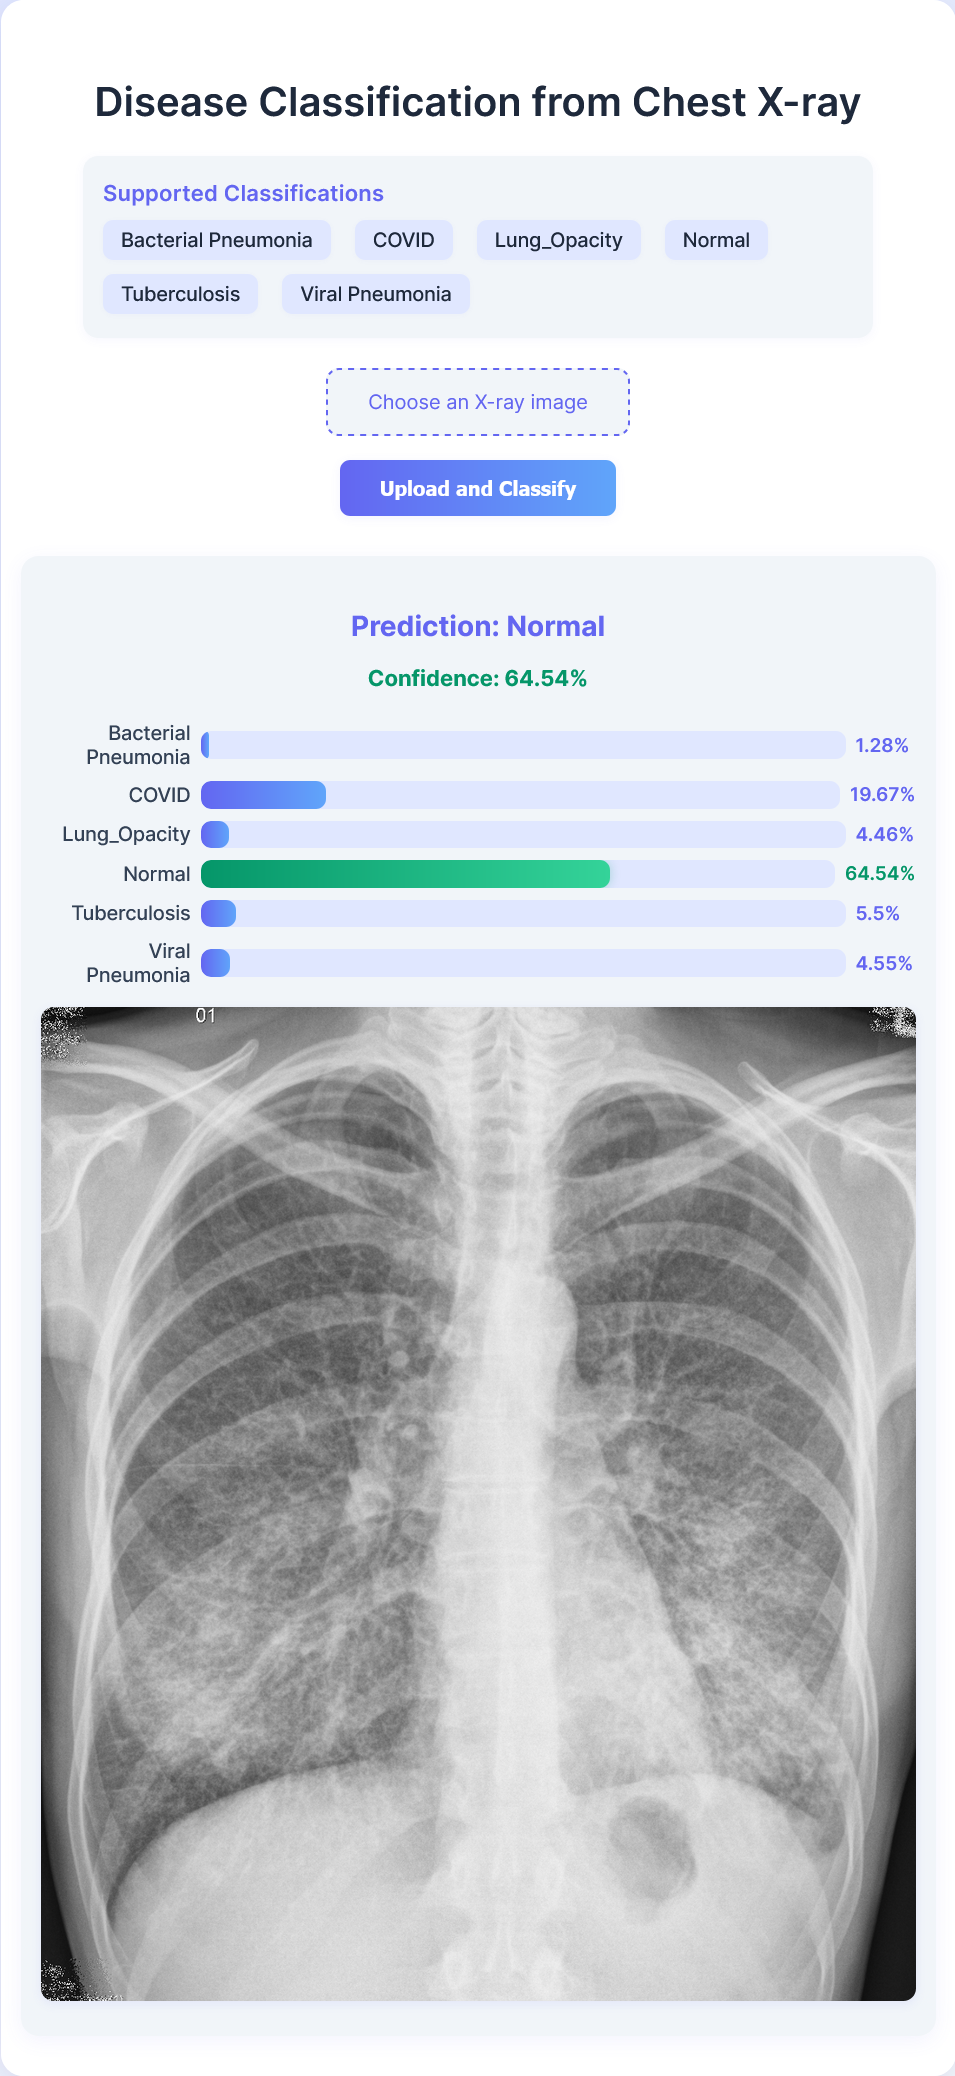 Disease Classification from Chest X-ray
Supported Classifications
Bacterial Pneumonia
COVID
Lung_Opacity
Normal
Tuberculosis
Viral Pneumonia
Choose an X-ray image
Upload and Classify
Prediction: Normal
Confidence: 64.54%
Bacterial
Pneumonia
1.28%
COVID
19.67%
Lung_Opacity
4.46%
Normal
64.54%
Tuberculosis
5.5%
Viral
Pneumonia
4.55%
01